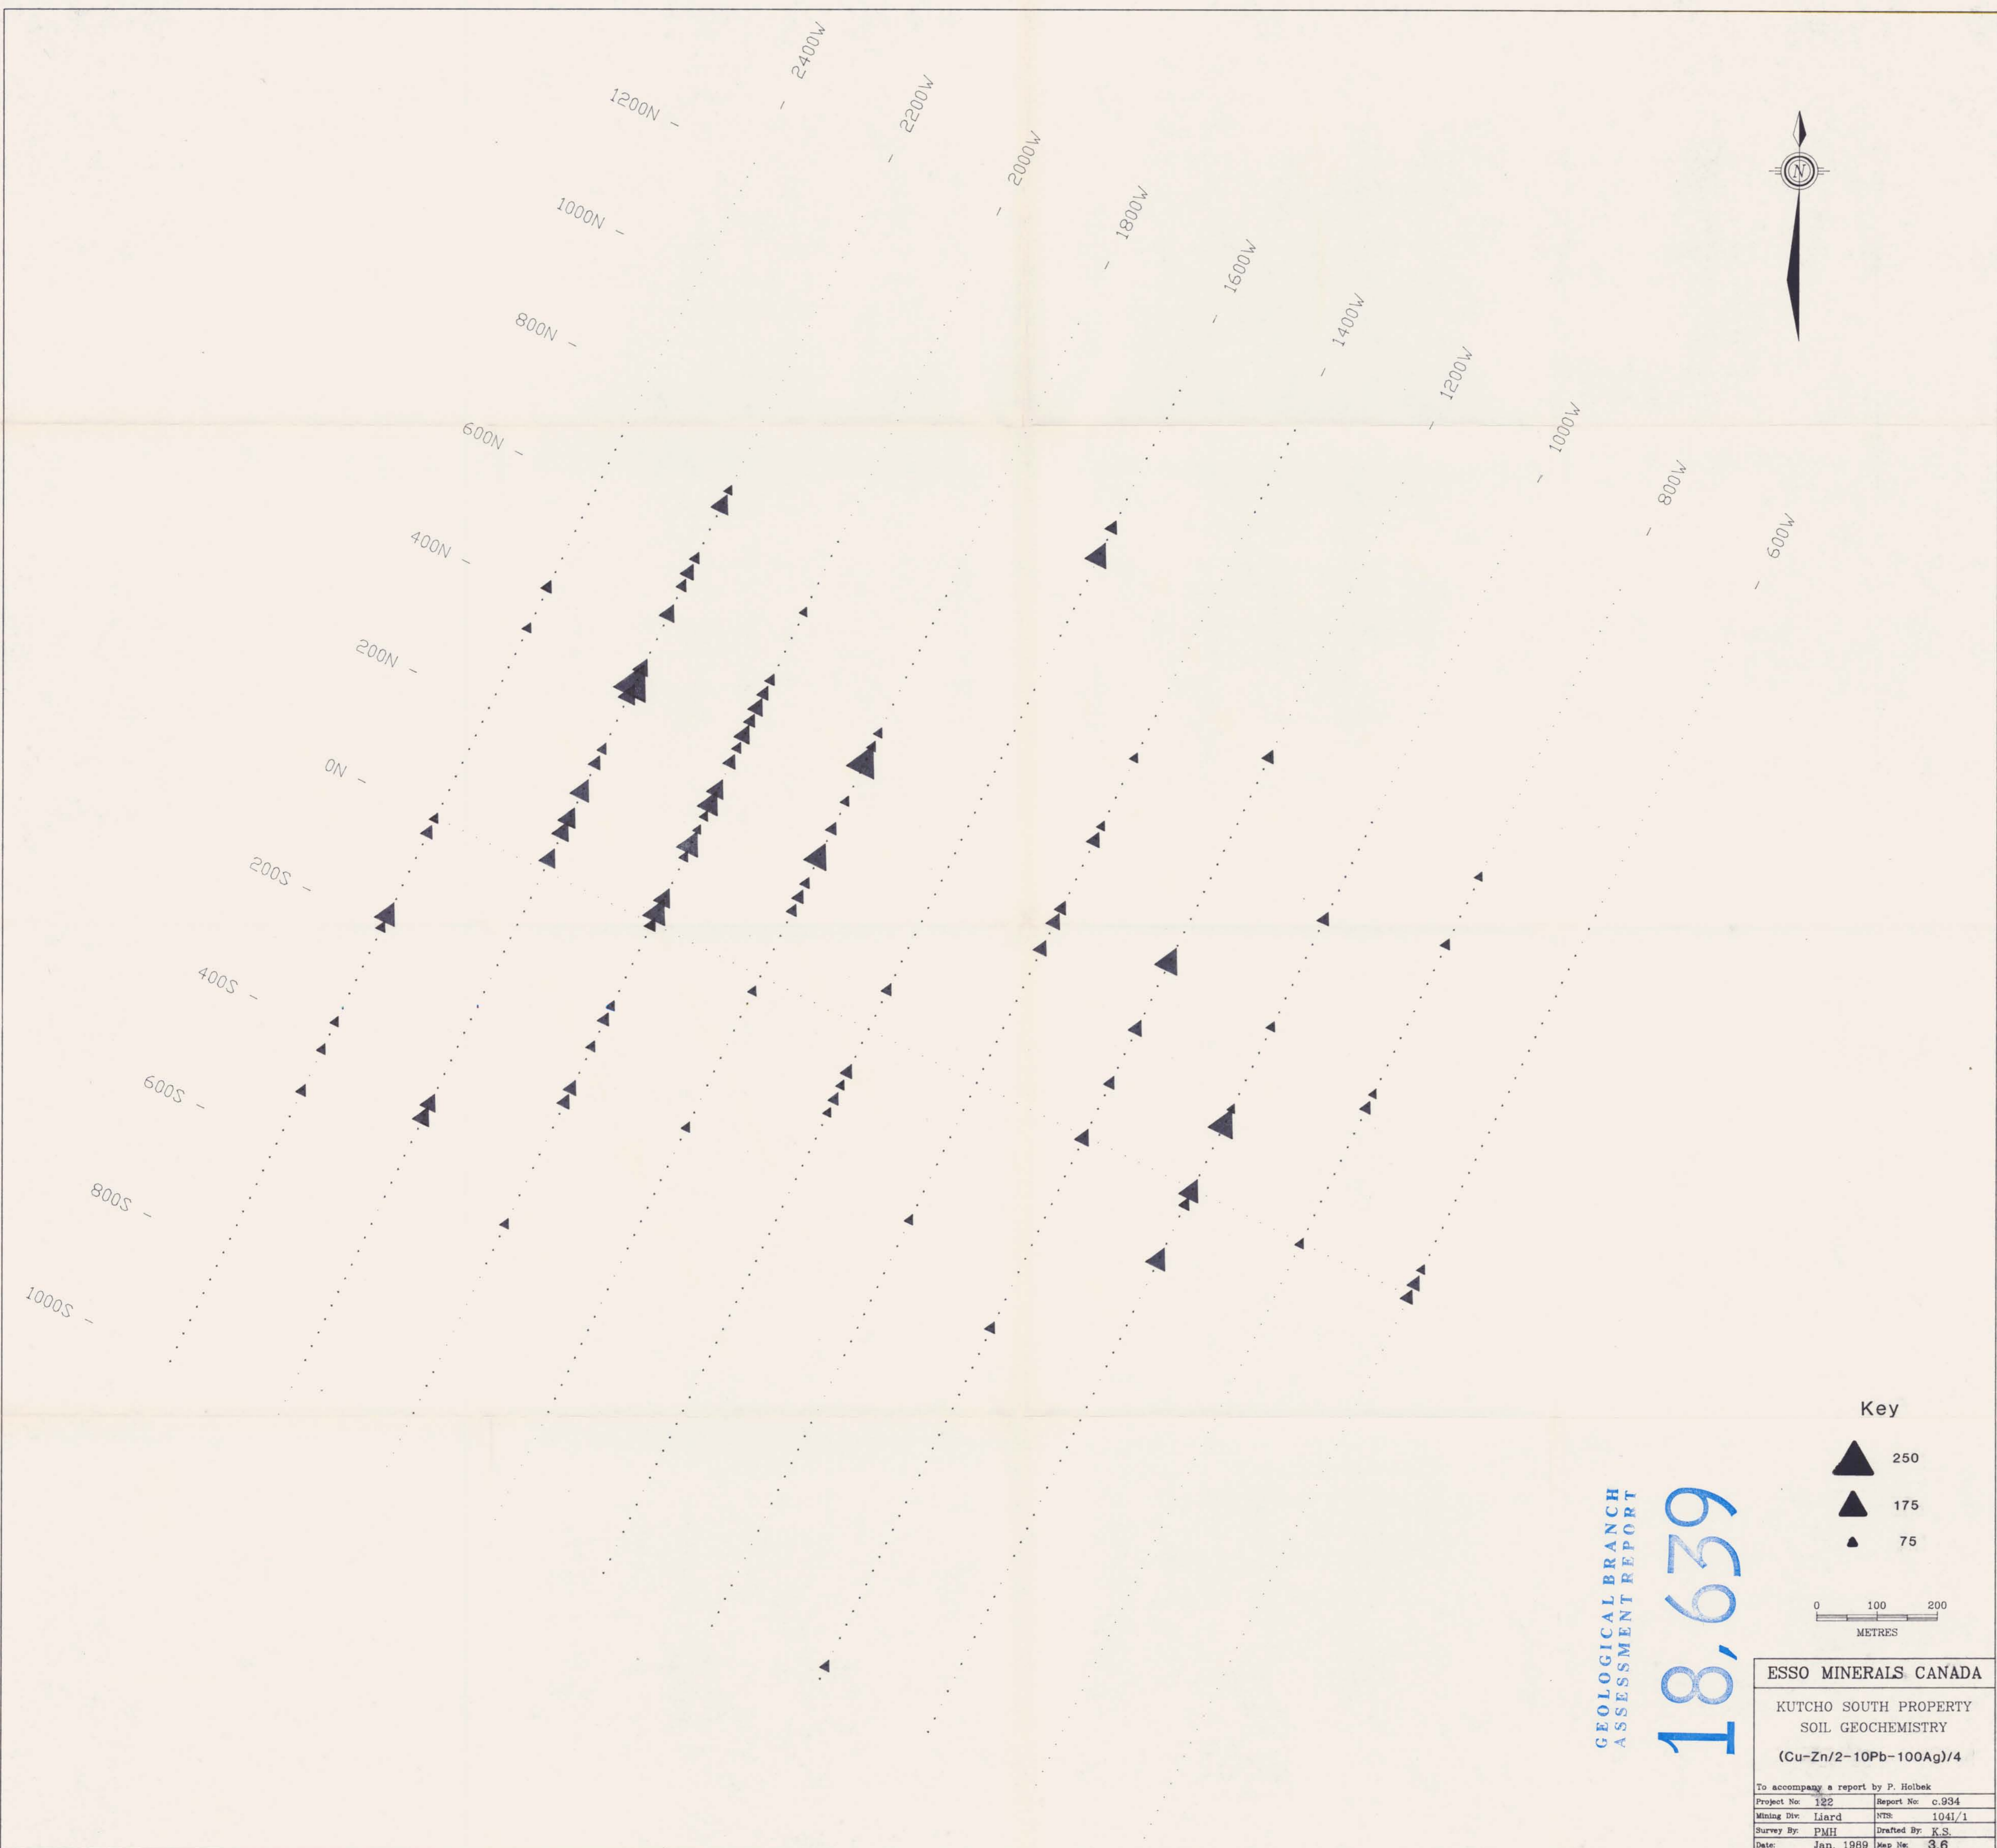 2400W
1200N –
2200W
2000W
1000N –
1800W
1600W
800N –
1400W
1200W
1000W
600N –
800W
600W
400N –
200N –
0N –
200S –
400S –
600S –
800S –
1000S –
N
Key
250
175
75
0 100 200
METRES
GEOLOGICAL BRANCH
ASSESSMENT REPORT
18,639
ESSO MINERALS CANADA
KUTCHO SOUTH PROPERTY
SOIL GEOCHEMISTRY
(Cu-Zn/2-10Pb-100Ag)/4
To accompany a report by P. Holbek
Project No: 122 Report No: c.934
Mining Div: Liard NTS: 104I/1
Survey By: PMH Drafted By: K.S.
Date: Jan. 1989 Map No: 3.6